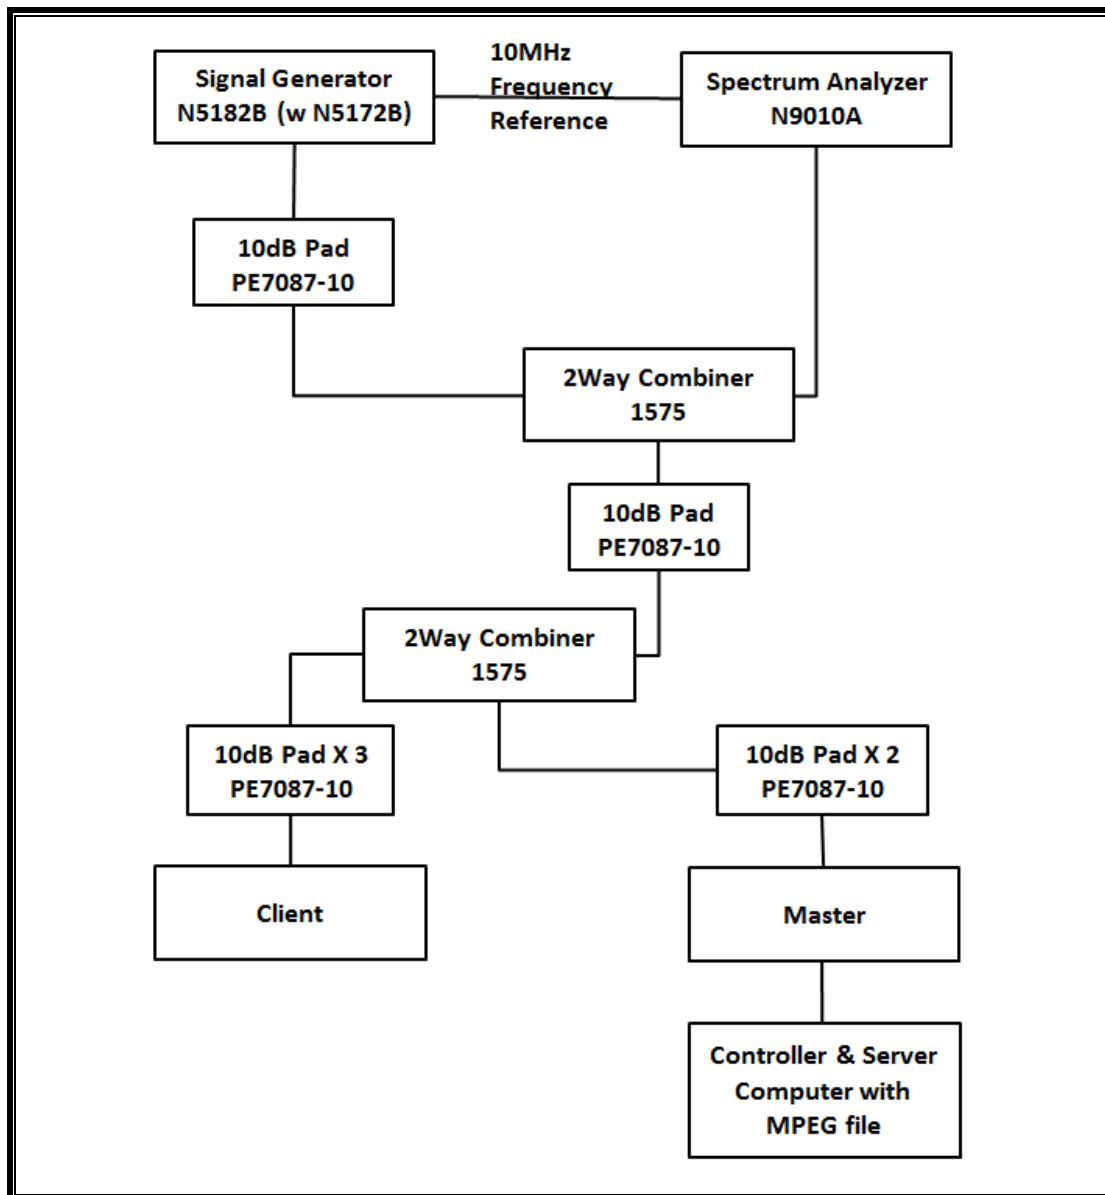 Signal Generator
N5182B (w N5172B)
10MHz
Frequency
Reference
Spectrum Analyzer
N9010A
10dB Pad
PE7087-10
2Way Combiner
1575
10dB Pad
PE7087-10
2Way Combiner
1575
10dB Pad X 3
PE7087-10
10dB Pad X 2
PE7087-10
Client
Master
Controller & Server
Computer with
MPEG file